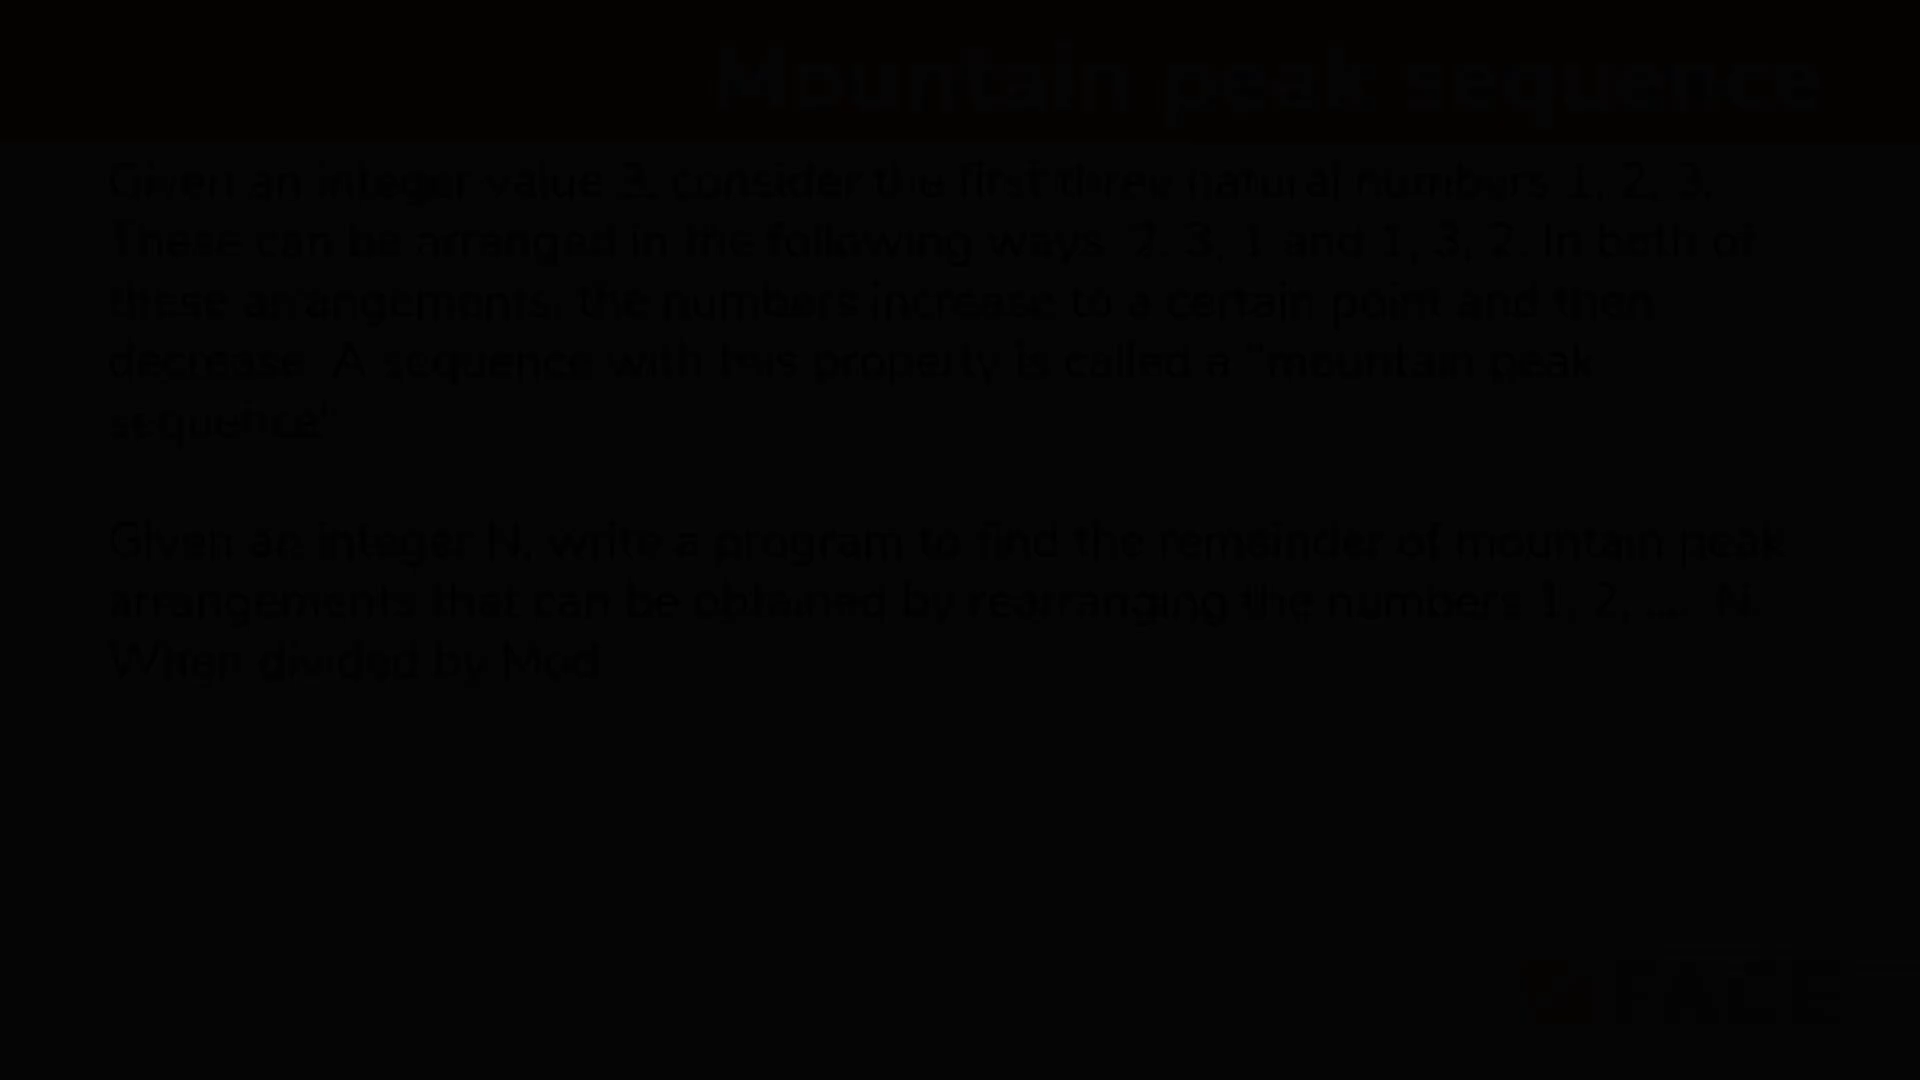 Mountain peak sequence
Given an integer value 3, consider the first three natural numbers 1, 2, 3.
These can be arranged in the following ways: 2, 3, 1 and 1, 3, 2. In both of
these arrangements, the numbers increase to a certain point and then
decrease. A sequence with this property is called a "mountain peak
sequence".
Given an integer N, write a program to find the remainder of mountain peak
arrangements that can be obtained by rearranging the numbers 1, 2, ..., N.
When divided by Mod
FACE